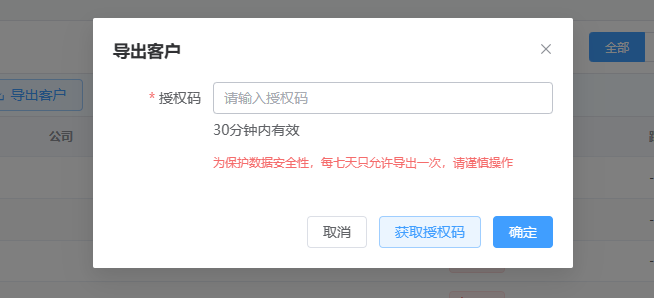 导出客户
全部
导出客户
* 授权码
请输入授权码
30分钟内有效
公司
为保护数据安全性，每七天只允许导出一次，请谨慎操作
取消
获取授权码
确定